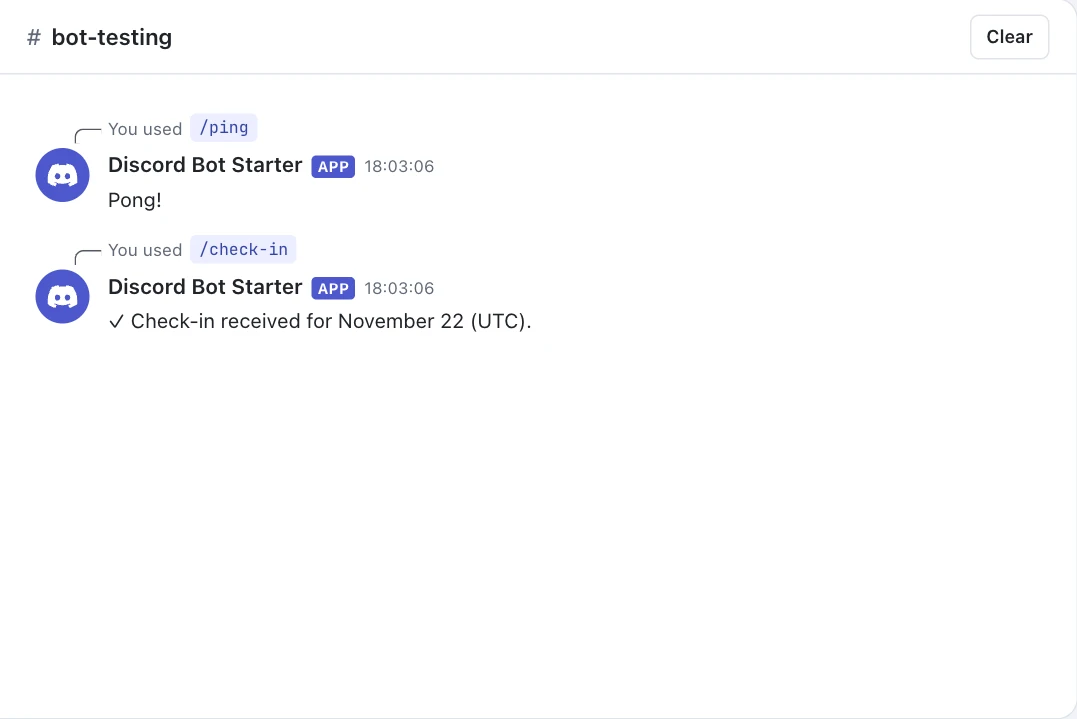 # bot-testing
Clear
You used /ping
Discord Bot Starter APP 18:03:06
Pong!
You used /check-in
Discord Bot Starter APP 18:03:06
✓ Check-in received for November 22 (UTC).